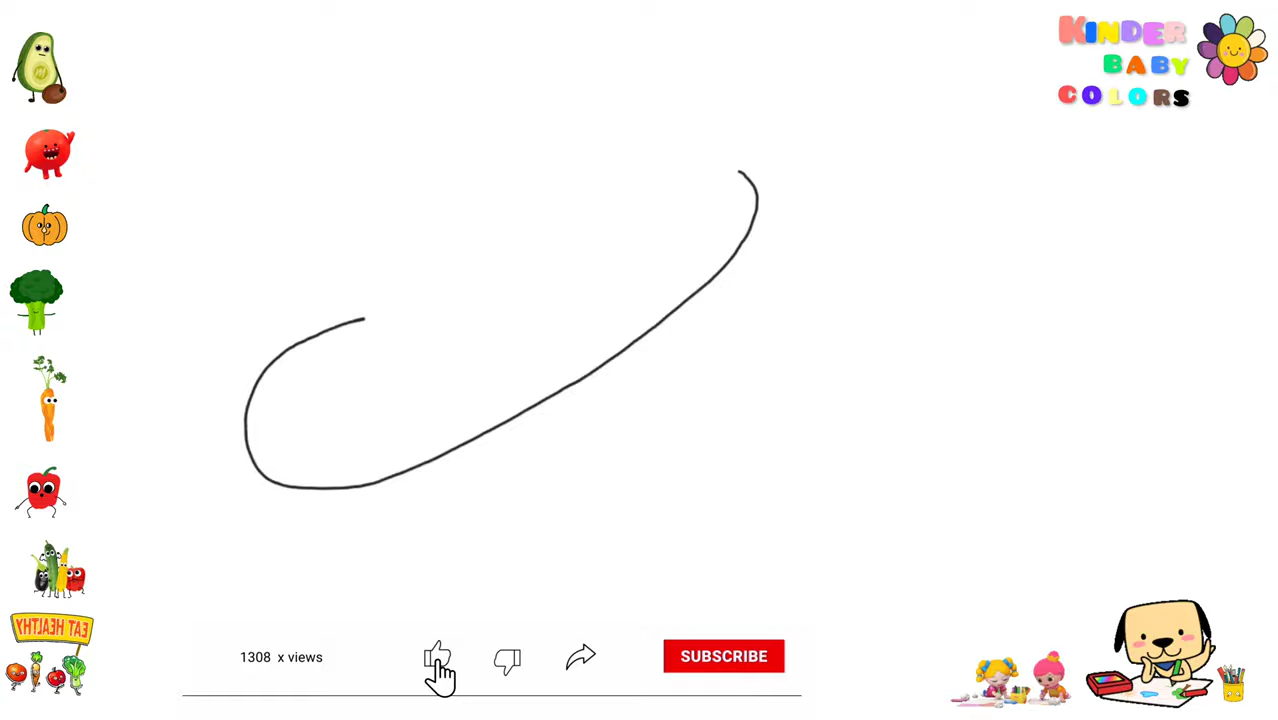 KINDER
BABY
COLORS
EAT HEALTHY
1308 x views
SUBSCRIBE